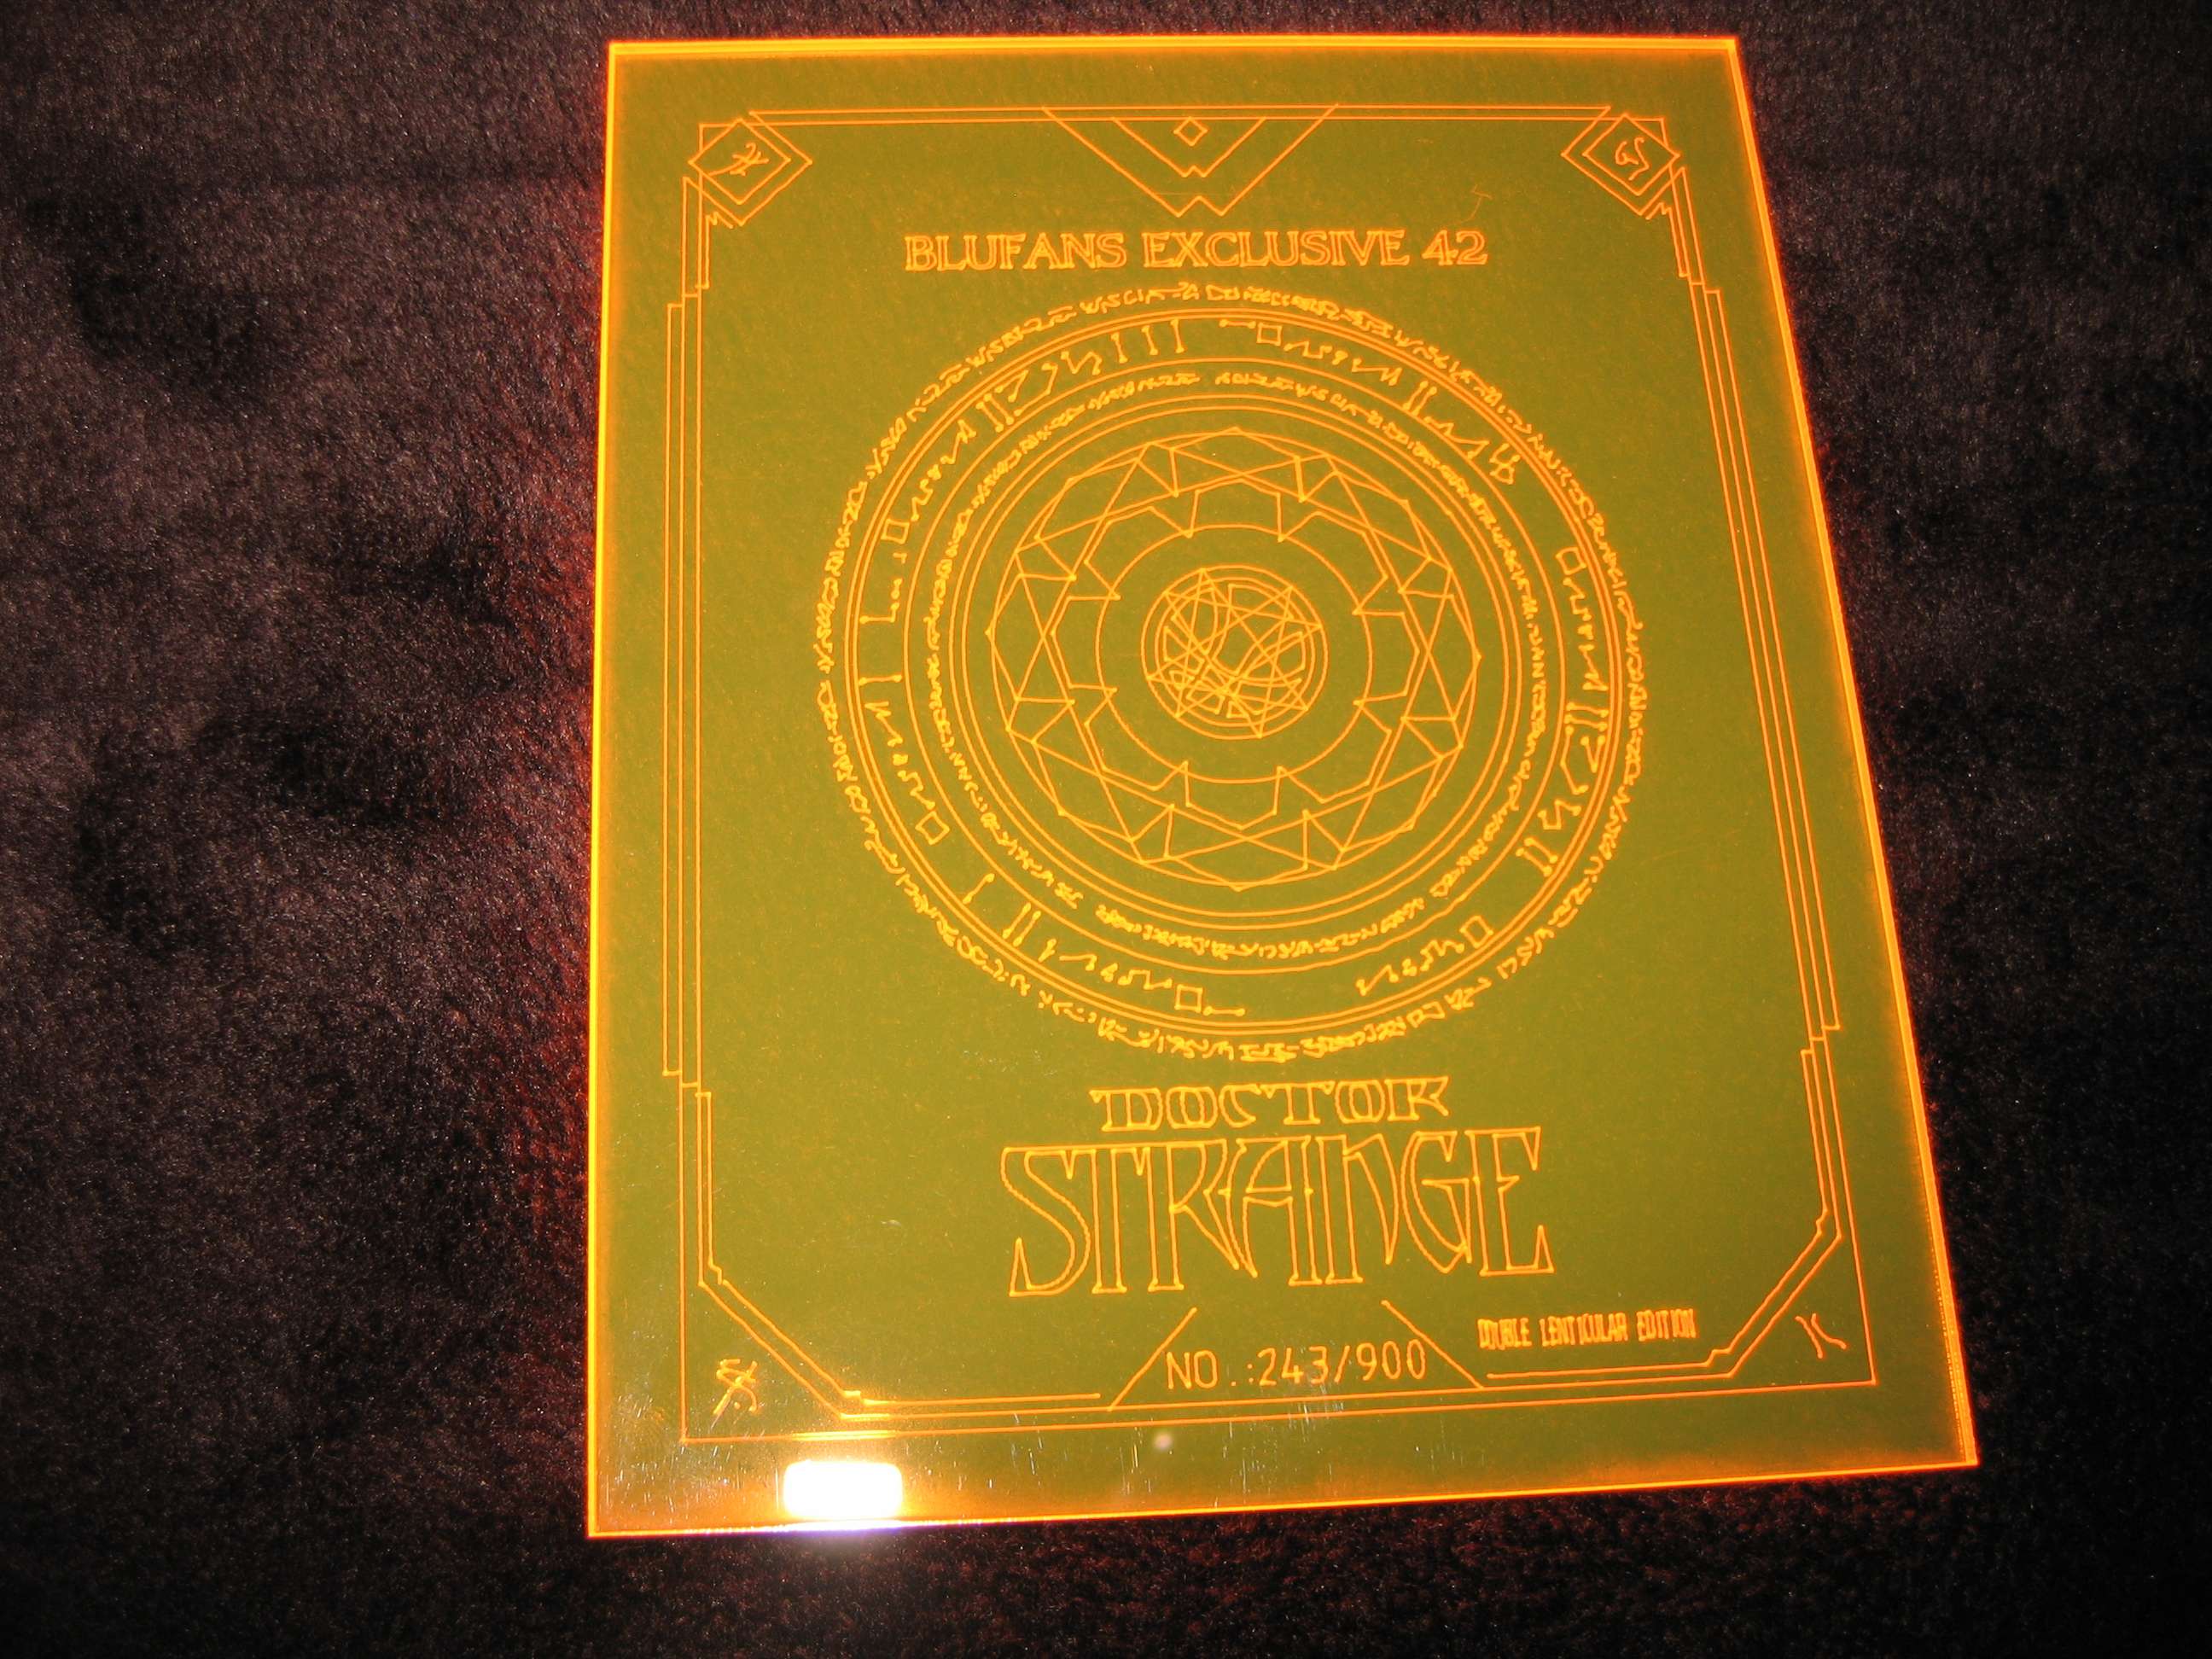 BLUFANS EXCLUSIVE 42
DOCTOR
STRANGE
DOUBLE LENTICULAR EDITION
NO.:243/900